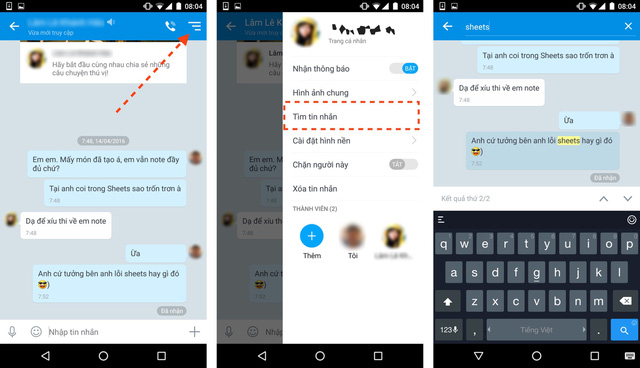 08:04
Vừa mới truy cập
Hãy bắt đầu cùng nhau chia sẻ những
câu chuyện thú vị!
7:48, 14/04/2016
Em em. Mấy món đã tạo á, em vẫn note đầy
đủ chứ?
Tại anh coi trong Sheets sao trốn trơn à
Dạ để xíu thi về em note
7:48
Ừa
Anh cứ tưởng bên anh lỗi sheets hay gì đó
)
7:52
Đã nhận
Nhập tin nhắn
08:04
Trang cá nhân
Nhận thông báo
BẬT
Hình ảnh chung
Tìm tin nhắn
Cài đặt hình nền
Chặn người này
TẮT
Xóa tin nhắn
THÀNH VIÊN (2)
Thêm
Tôi
08:04
sheets
Tại anh coi trong Sheets sao trốn trơn à
7:48
Dạ để xíu thi về em note
7:48
Ừa
Anh cứ tưởng bên anh lỗi sheets hay gì đó
)
7:52
Đã nhận
Kết quả thứ 2/2
q w e r t y u i o p
a s d f g h j k l
z x c v b n m
123
,
Tiếng Việt
.